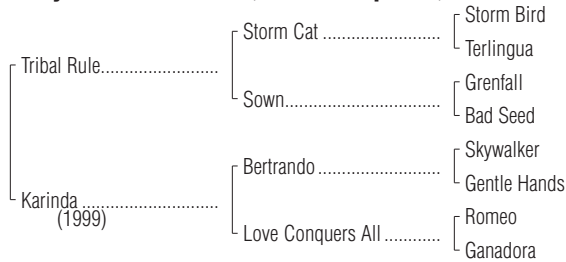 Storm Bird
Storm Cat ........................
Terlingua
Tribal Rule........................
Grenfall
Sown................................
Bad Seed
Skywalker
Bertrando .........................
Gentle Hands
Karinda ............................
(1999)
Romeo
Love Conquers All ............
Ganadora